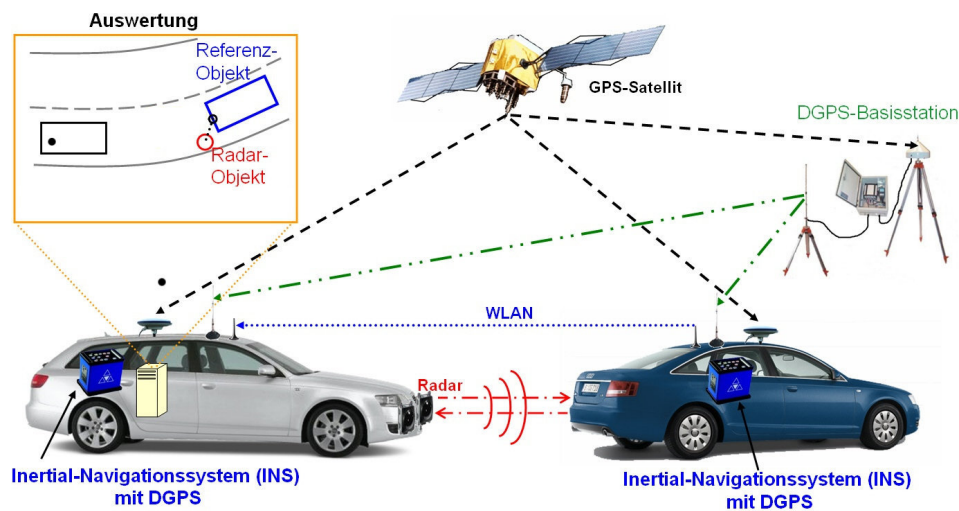 Auswertung
Referenz-
Objekt
Radar-
Objekt
GPS-Satellit
DGPS-Basisstation
WLAN
Radar
Inertial-Navigationssystem (INS)
mit DGPS
Inertial-Navigationssystem (INS)
mit DGPS